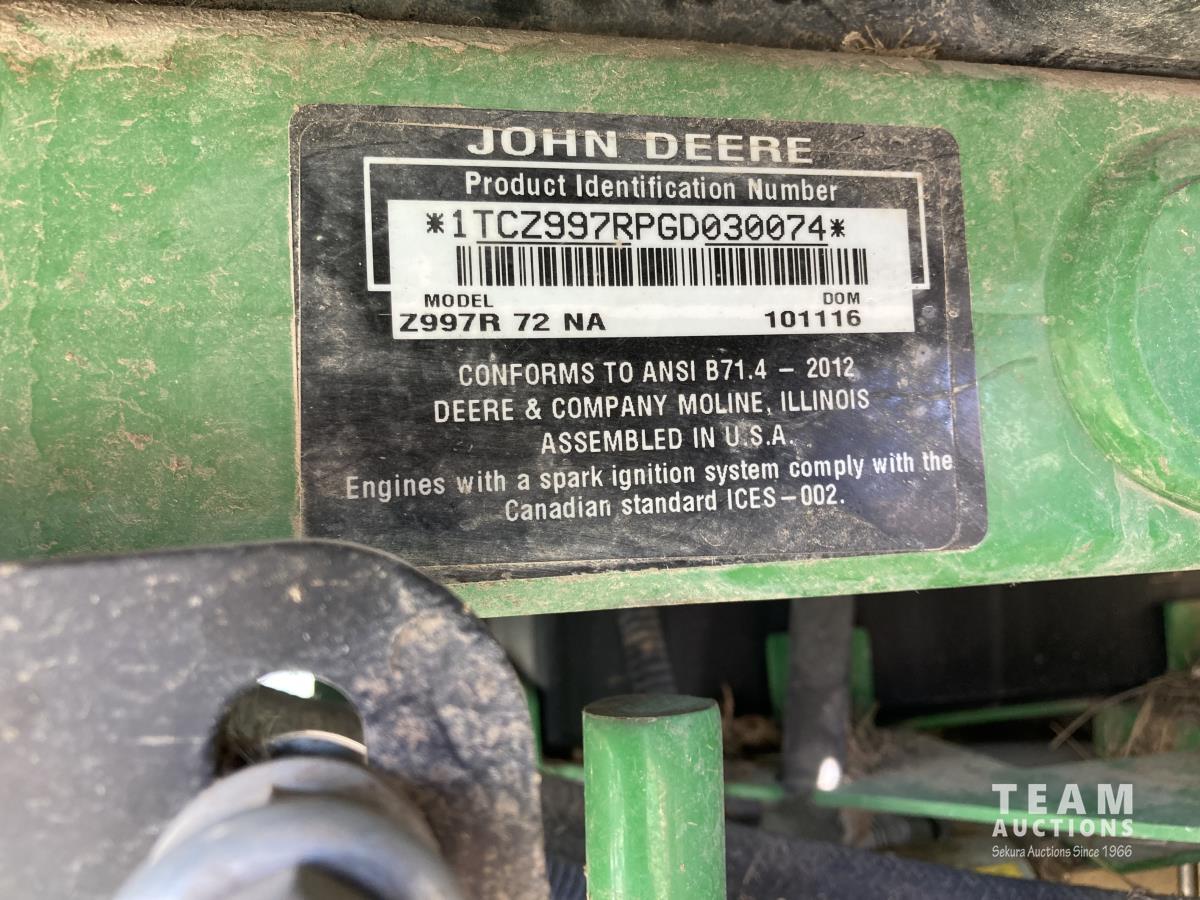 JOHN DEERE
Product Identification Number
*1TCZ997RPGD030074*
MODEL DOM
Z997R 72 NA 101116
CONFORMS TO ANSI B71.4 – 2012
DEERE & COMPANY MOLINE, ILLINOIS
ASSEMBLED IN U.S.A.
Engines with a spark ignition system comply with the
Canadian standard ICES–002.
TEAM
AUCTIONS
Sekura Auctions Since 1966